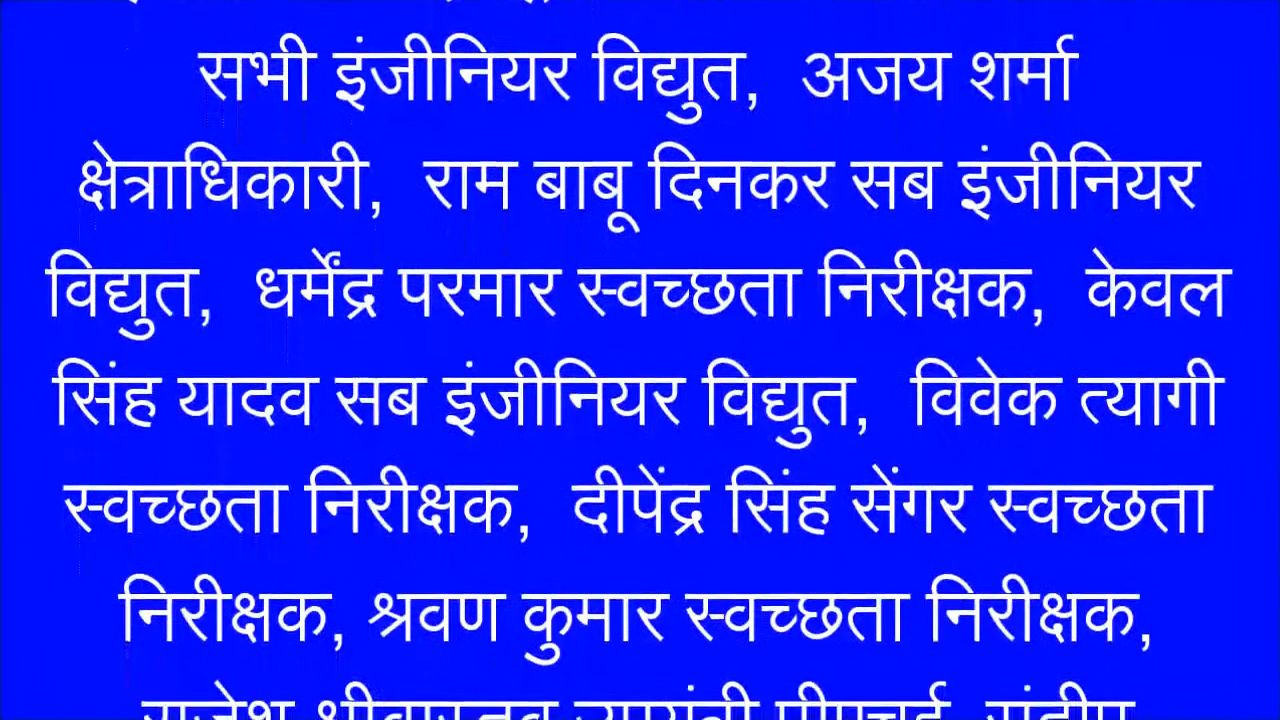 सभी इंजीनियर विद्युत,  अजय शर्मा
क्षेत्राधिकारी,  राम बाबू दिनकर सब इंजीनियर
विद्युत,  धर्मेंद्र परमार स्वच्छता निरीक्षक,  केवल
सिंह यादव सब इंजीनियर विद्युत,  विवेक त्यागी
स्वच्छता निरीक्षक,  दीपेंद्र सिंह सेंगर स्वच्छता
निरीक्षक, श्रवण कुमार स्वच्छता निरीक्षक,